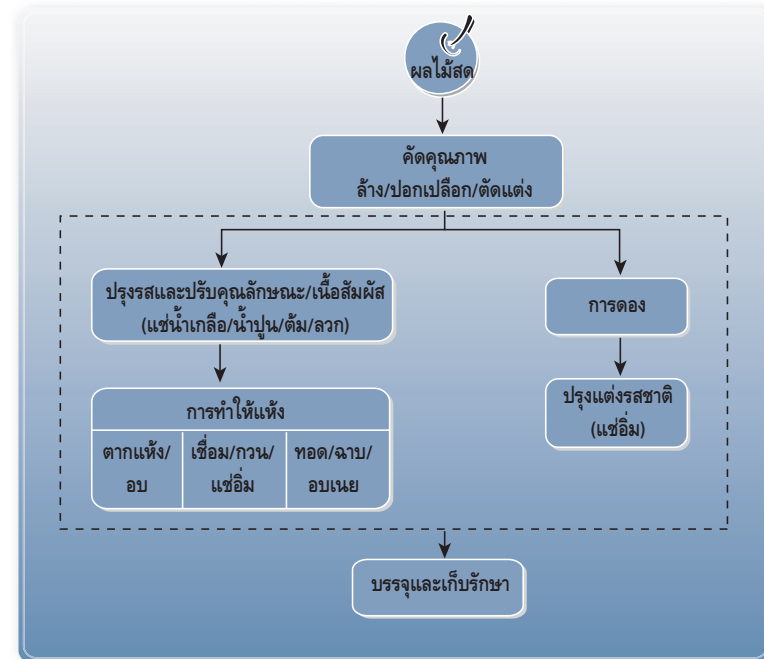 ผลไม้สด
คัดคุณภาพ
ล้าง/ปอกเปลือก/ตัดแต่ง
ปรุงรสและปรับคุณลักษณะ/เนื้อสัมผัส
(แช่น้ำเกลือ/น้ำปูน/ต้ม/ลวก)
การทำให้แห้ง
ตากแห้ง/
อบ
เชื่อม/กวน/
แช่อิ่ม
ทอด/ฉาบ/
อบเนย
การดอง
ปรุงแต่งรสชาติ
(แช่อิ่ม)
บรรจุและเก็บรักษา